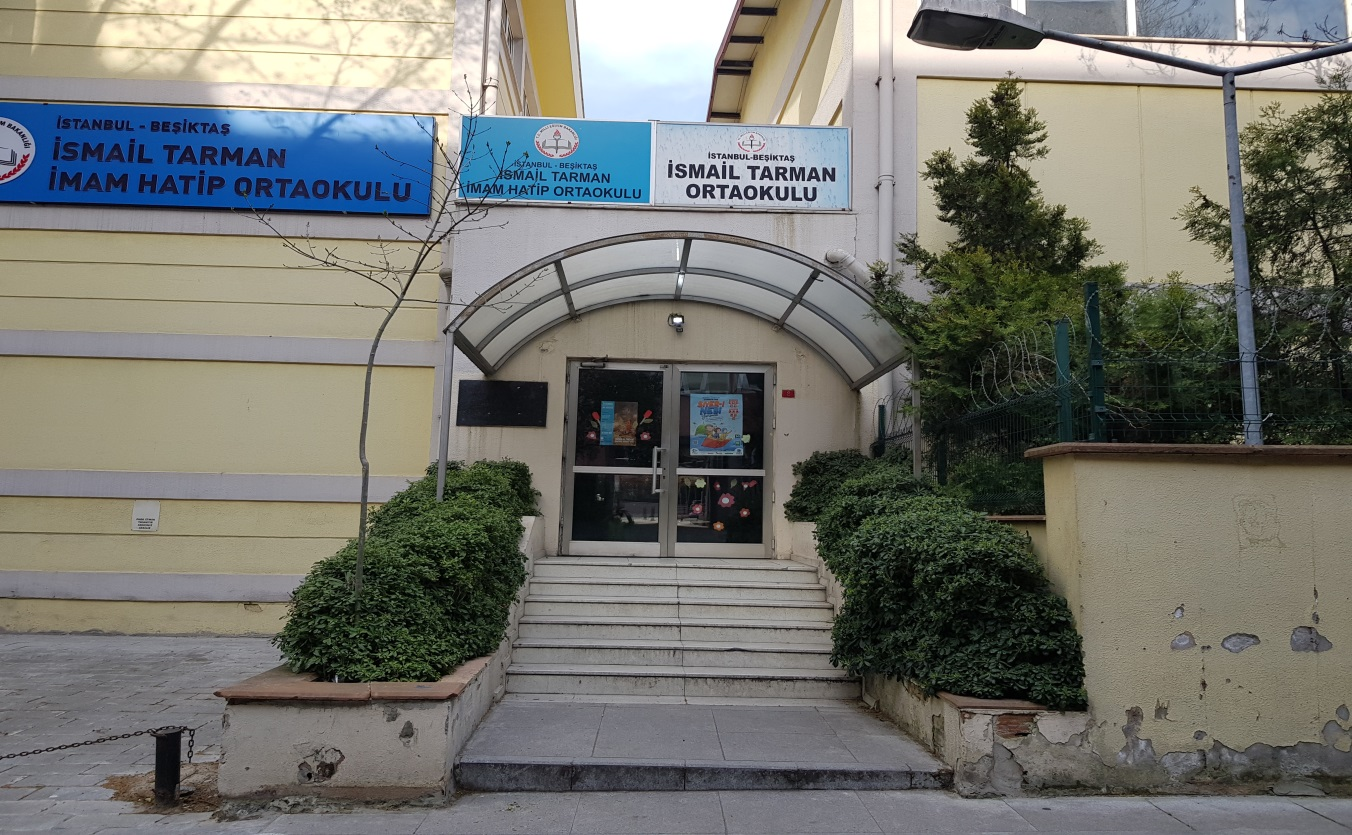 İSTANBUL - BEŞİKTAŞ
İSMAİL TARMAN
İMAM HATİP ORTAOKULU
İSTANBUL - BEŞİKTAŞ
İSMAİL TARMAN
İMAM HATİP ORTAOKULU
İSTANBUL-BEŞİKTAŞ
İSMAİL TARMAN
ORTAOKULU